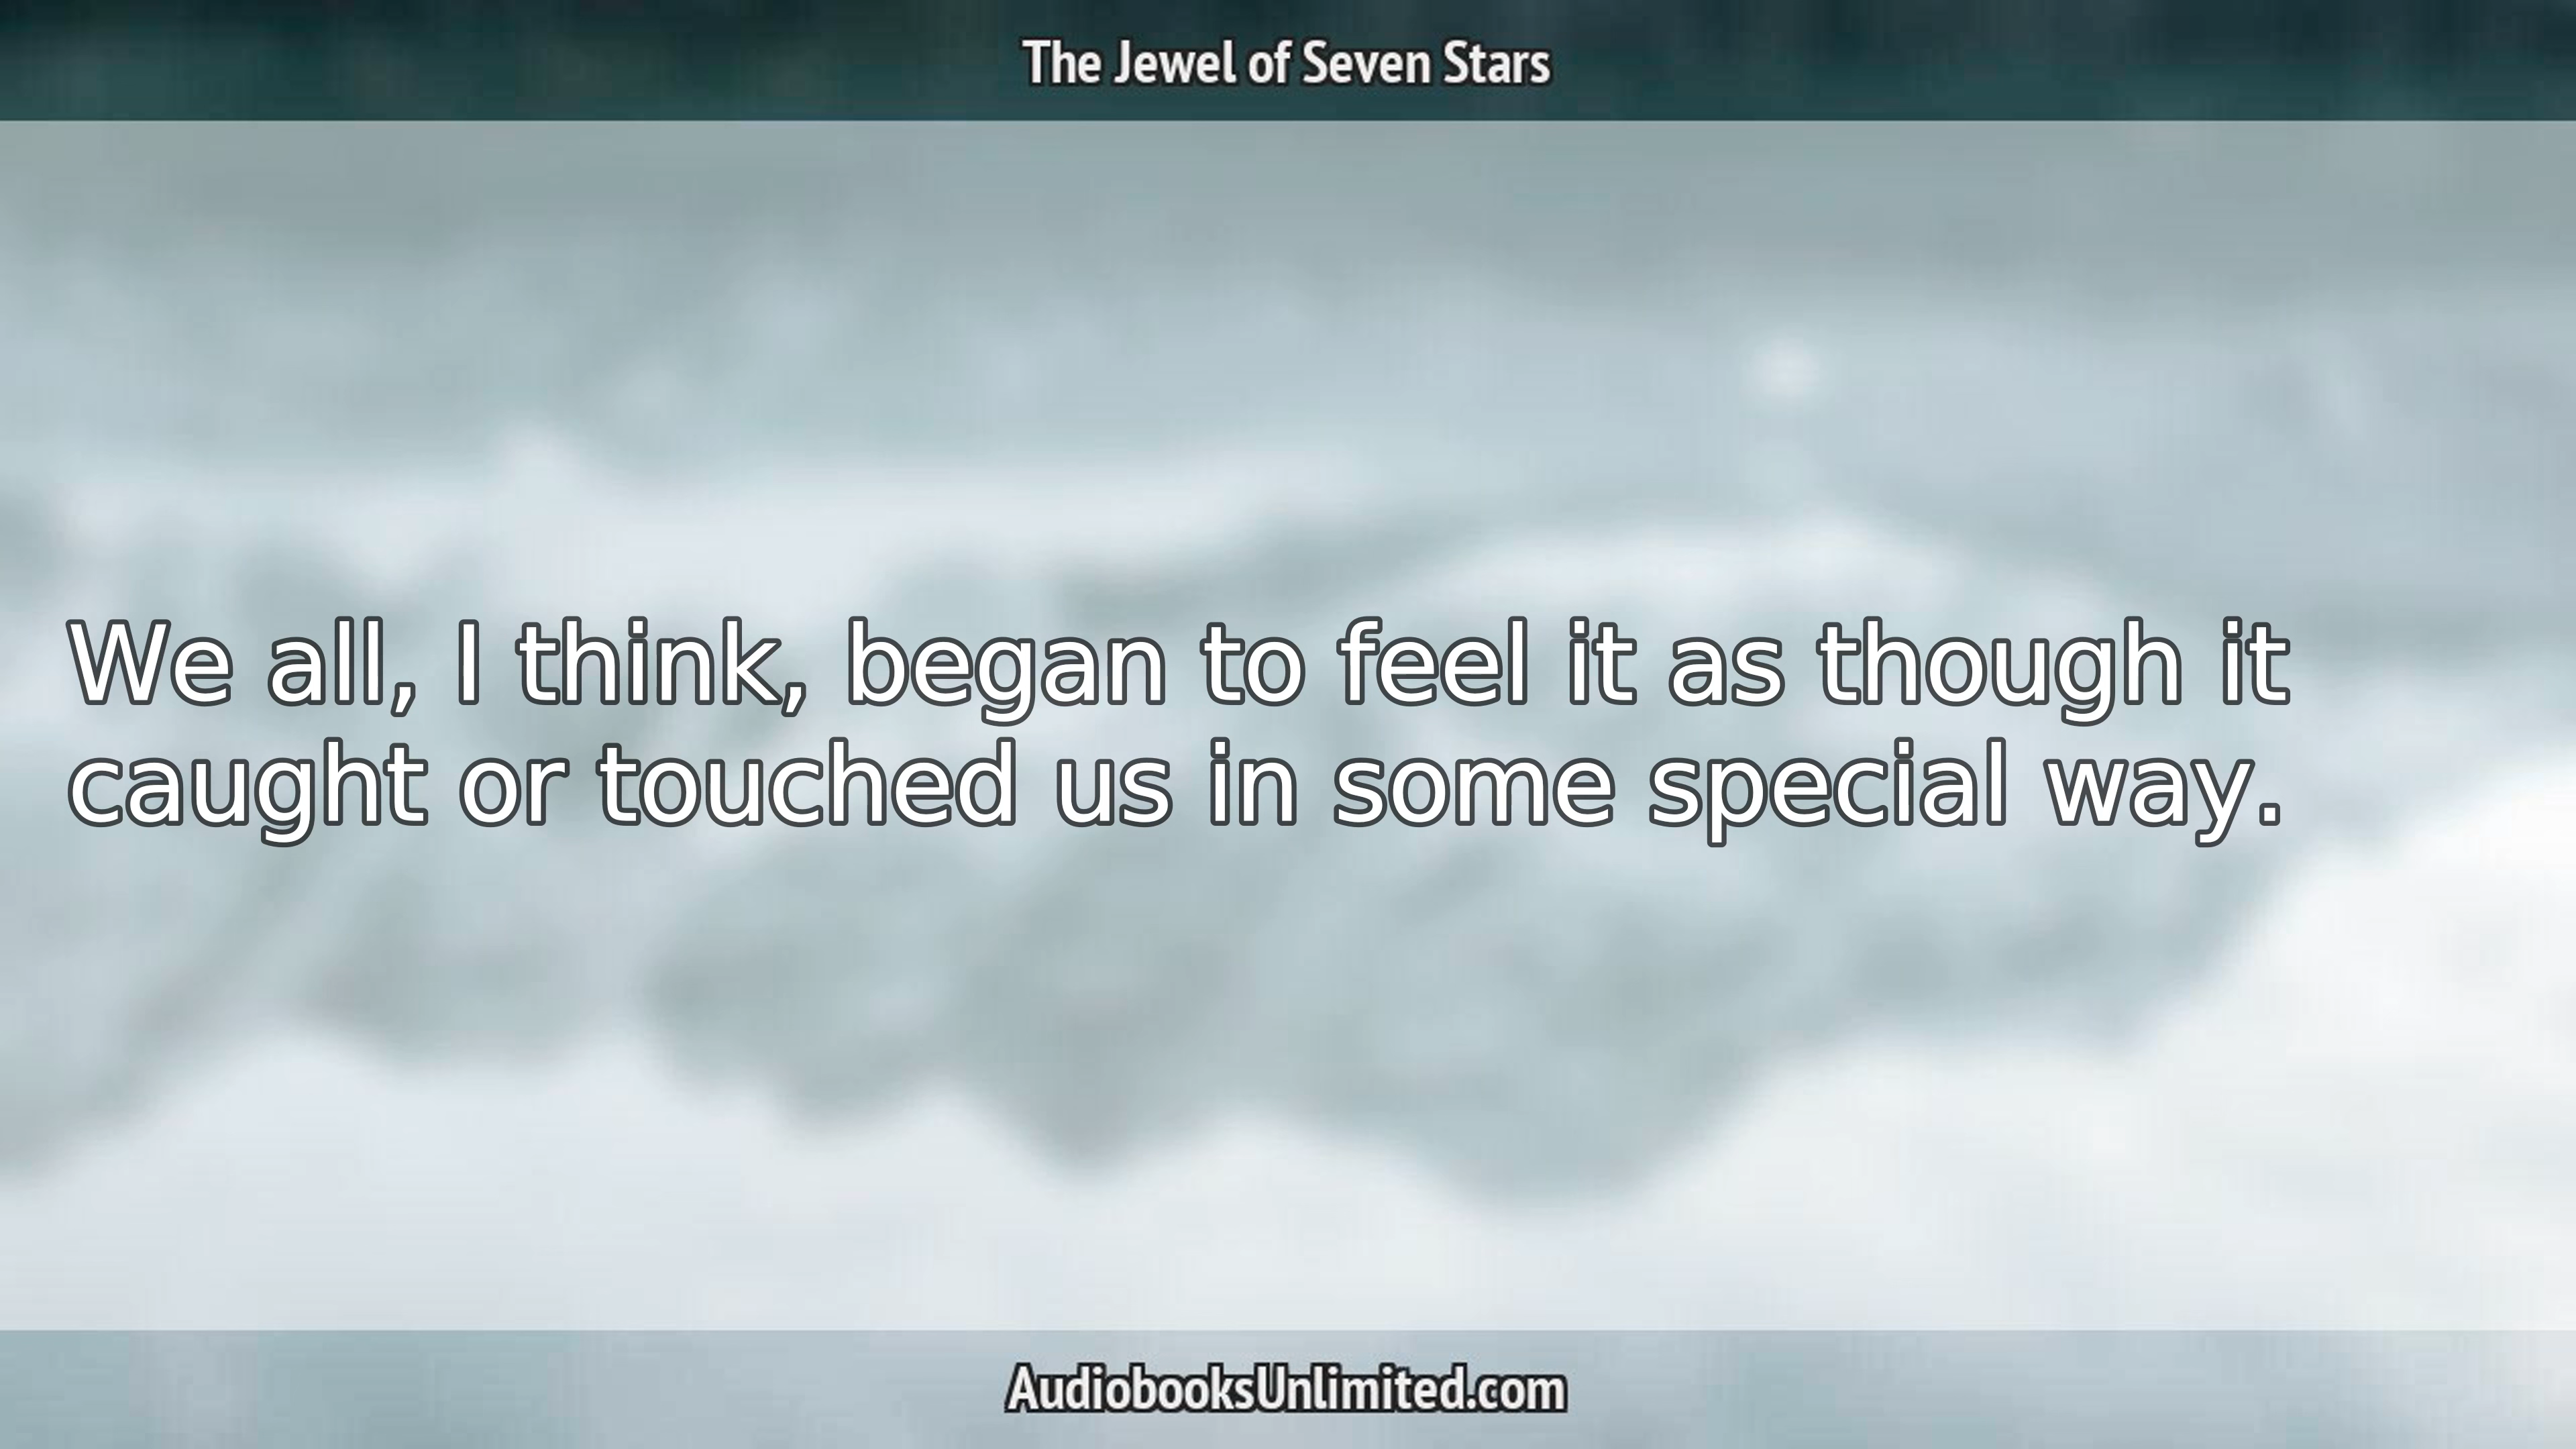 The Jewel of Seven Stars
We all, I think, began to feel it as though it
caught or touched us in some special way.
AudiobooksUnlimited.com